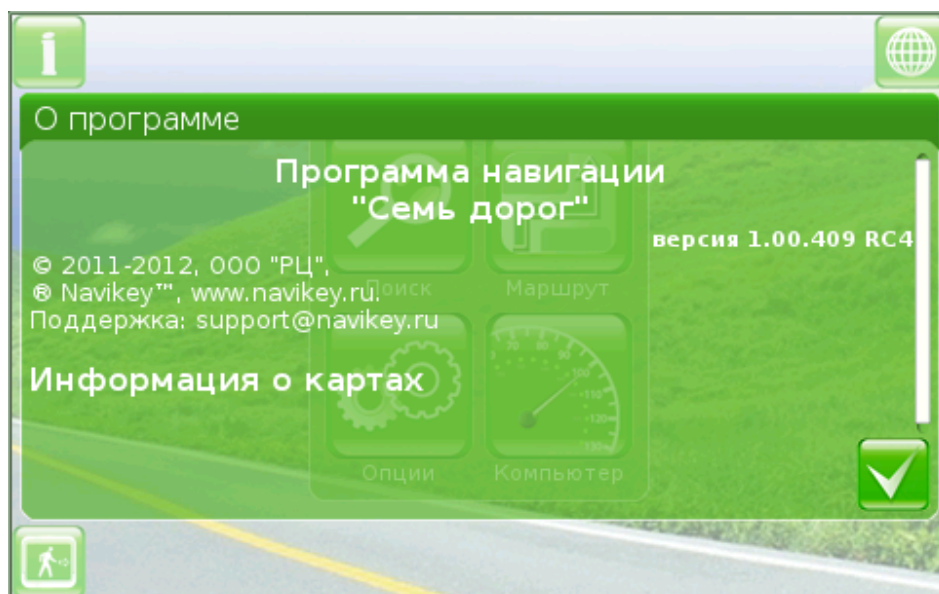 О программе
Программа навигации
"Семь дорог"
версия 1.00.409 RC4
© 2011-2012, ООО "РЦ",
® Navikey™, www.navikey.ru.
Поддержка: support@navikey.ru
Информация о картах
Поиск
Маршрут
Опции
Компьютер